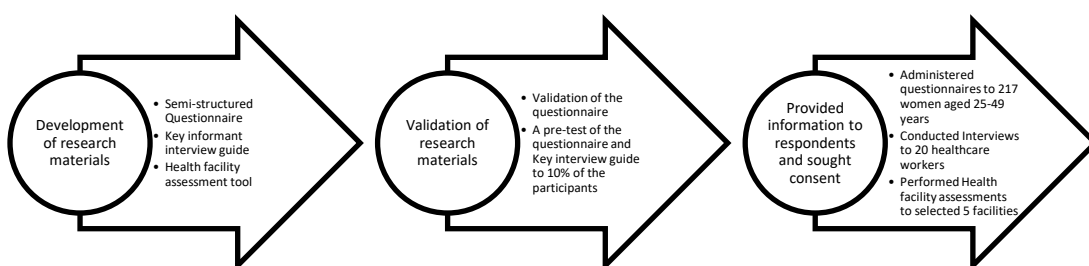 Development
of research
materials
• Semi-structured
Questionnaire
• Key informant
interview guide
• Health facility
assessment tool
Validation of
research
materials
• Validation of the
questionnaire
• A pre-test of the
questionnaire and
Key interview guide
to 10% of the
participants
Provided
information to
respondents
and sought
consent
• Administered
questionnaires to 217
women aged 25-49
years
• Conducted Interviews
to 20 healthcare
workers
• Performed Health
facility assessments
to selected 5 facilities